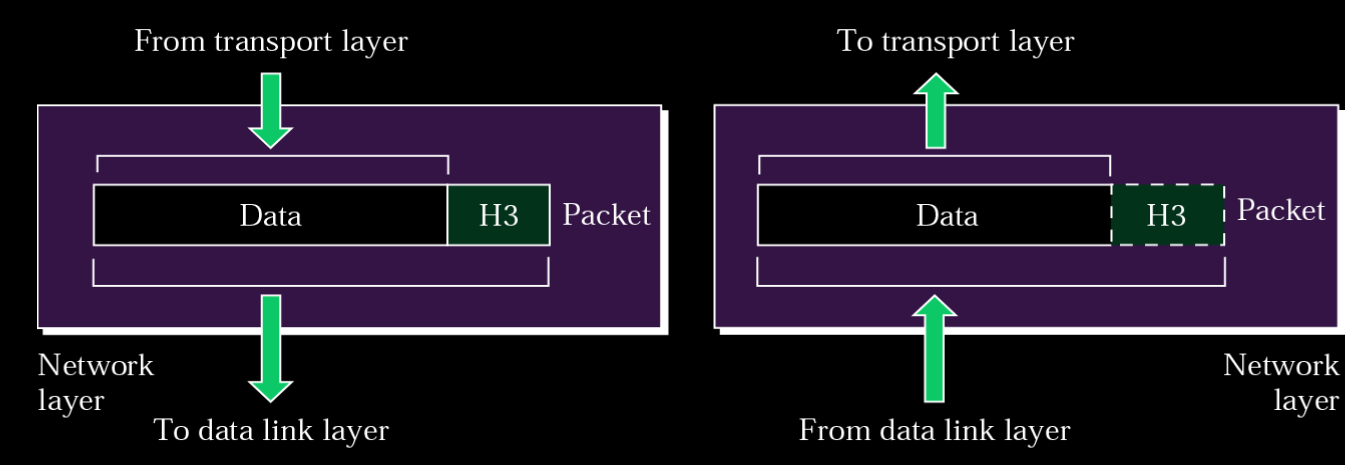 From transport layer
Data
H3
Packet
Network
layer
To data link layer
To transport layer
Data
H3
Packet
Network
layer
From data link layer